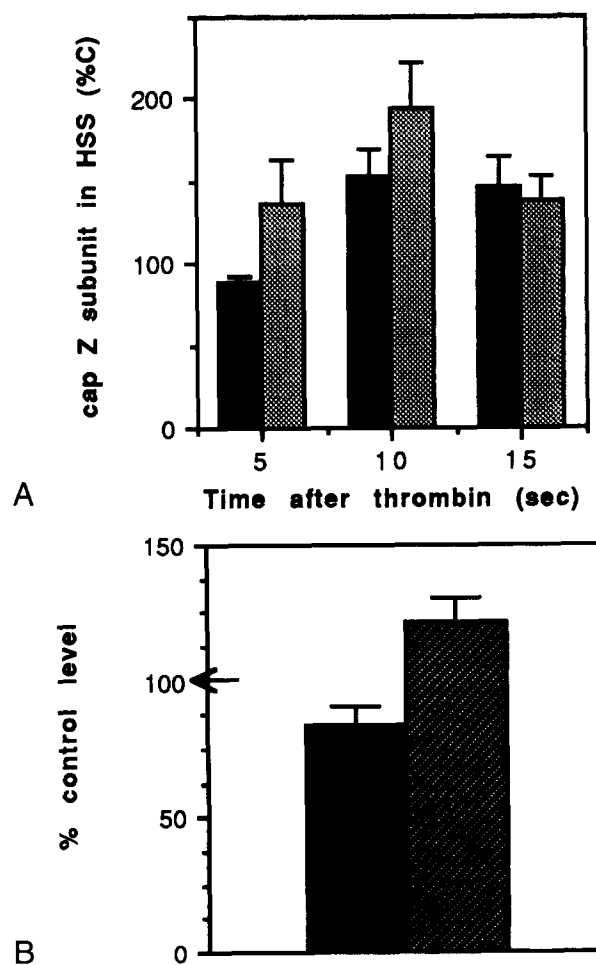 cap Z subunit in HSS (%C)
200
100
0
5 10 15
A
Time after thrombin (sec)
% control level
150
100
50
0
B